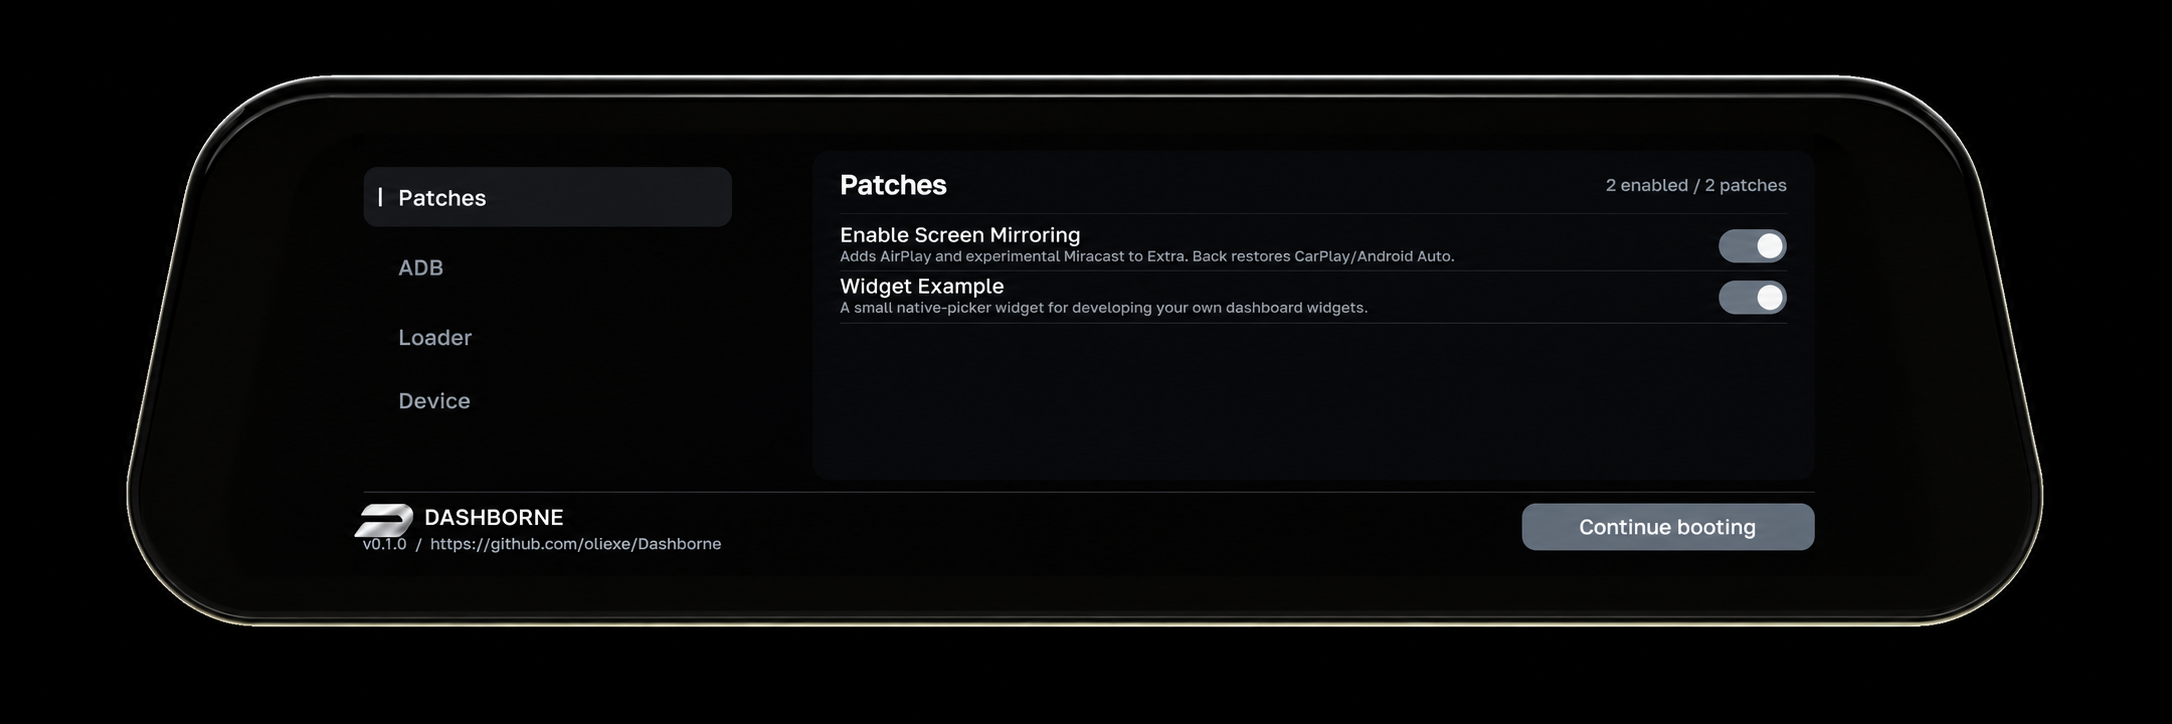 Patches
ADB
Loader
Device
Patches
2 enabled / 2 patches
Enable Screen Mirroring
Adds AirPlay and experimental Miracast to Extra. Back restores CarPlay/Android Auto.
Widget Example
A small native-picker widget for developing your own dashboard widgets.
DASHBORNE
v0.1.0 / https://github.com/oliexe/Dashborne
Continue booting